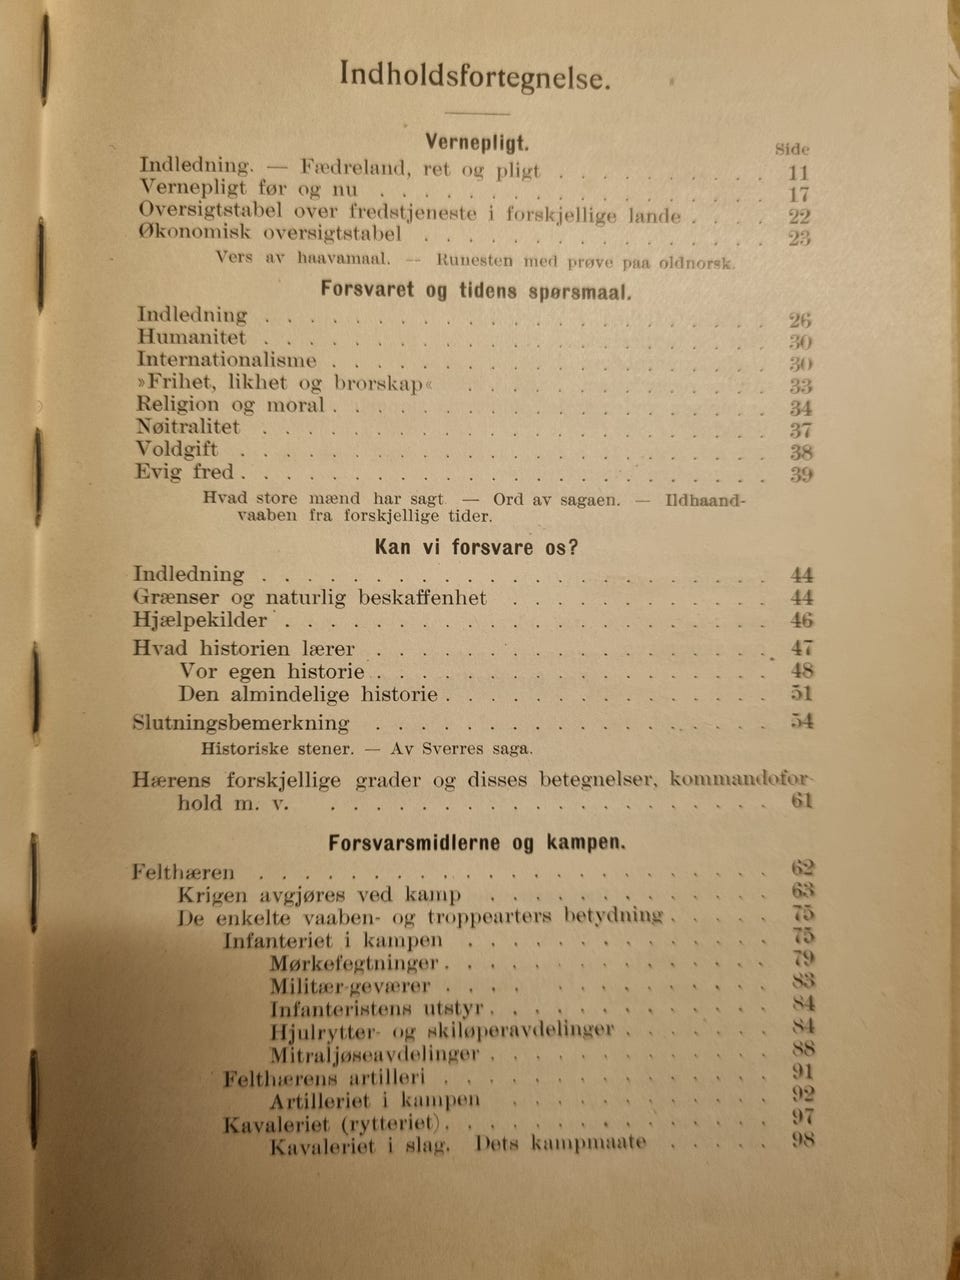 Indholdsfortegnelse.
Vernepligt.
Side
Indledning. — Fædreland, ret og pligt . . . . . . . . . . 11
Vernepligt før og nu . . . . . . . . . . . . . . . . . 17
Oversigtstabel over fredstjeneste i forskjellige lande . . . . 22
Økonomisk oversigtstabel . . . . . . . . . . . . . . . 23
Vers av haavamaal. — Runesten med prøve paa oldnorsk.
Forsvaret og tidens spørsmaal.
Indledning . . . . . . . . . . . . . . . . . . . . . . 26
Humanitet . . . . . . . . . . . . . . . . . . . . . . 30
Internationalisme . . . . . . . . . . . . . . . . . . . 30
»Frihet, likhet og brorskap« . . . . . . . . . . . . . 33
Religion og moral . . . . . . . . . . . . . . . . . . . 34
Nøitralitet . . . . . . . . . . . . . . . . . . . . . . 37
Voldgift . . . . . . . . . . . . . . . . . . . . . . . 38
Evig fred . . . . . . . . . . . . . . . . . . . . . . . 39
Hvad store mænd har sagt. — Ord av sagaen. — Ildhaand-
vaaben fra forskjellige tider.
Kan vi forsvare os?
Indledning . . . . . . . . . . . . . . . . . . . . . . 44
Grænser og naturlig beskaffenhet . . . . . . . . . . . 44
Hjælpekilder . . . . . . . . . . . . . . . . . . . . . 46
Hvad historien lærer . . . . . . . . . . . . . . . . . 47
Vor egen historie . . . . . . . . . . . . . . . . . 48
Den almindelige historie . . . . . . . . . . . . . . 51
Slutningsbemerkning . . . . . . . . . . . . . . . . . 54
Historiske stener. — Av Sverres saga.
Hærens forskjellige grader og disses betegnelser, kommandofor-
hold m. v. . . . . . . . . . . . . . . . . . . . . 61
Forsvarsmidlerne og kampen.
Felthæren . . . . . . . . . . . . . . . . . . . . . . 62
Krigen avgjøres ved kamp . . . . . . . . . . . . . 63
De enkelte vaaben- og troppearters betydning . . . . . 75
Infanteriet i kampen . . . . . . . . . . . . . . 75
Mørkefegtninger . . . . . . . . . . . . . . 79
Militær-geværer . . . . . . . . . . . . . . 83
Infanteristens utstyr . . . . . . . . . . . . 84
Hjulrytter- og skiløperavdelinger . . . . . . . 84
Mitraljøseavdelinger . . . . . . . . . . . . 88
Felthærens artilleri . . . . . . . . . . . . . . 91
Artilleriet i kampen . . . . . . . . . . . 92
Kavaleriet (rytteriet) . . . . . . . . . . . . . . 97
Kavaleriet i slag. Dets kampmaate . . . . . 98